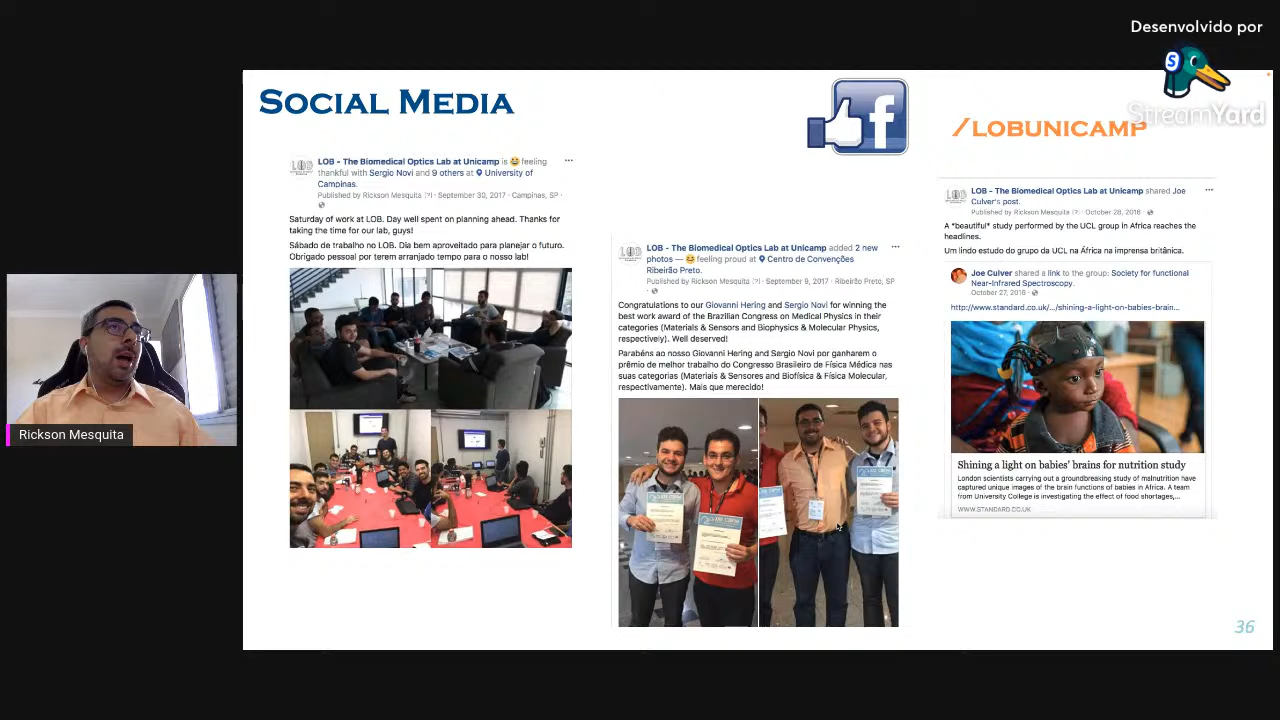 Desenvolvido por
StreamYard
SOCIAL MEDIA
f
/LOBUNICAMP
LOB - The Biomedical Optics Lab at Unicamp is feeling
thankful with Sergio Novi and 9 others at University of
Campinas.
Published by Rickson Mesquita [?] · September 30, 2017 · Campinas, SP ·
Saturday of work at LOB. Day well spent on planning ahead. Thanks for
taking the time for our lab, guys!
Sábado de trabalho no LOB. Dia bem aproveitado para planejar o futuro.
Obrigado pessoal por terem arranjado tempo para o nosso lab!
LOB - The Biomedical Optics Lab at Unicamp added 2 new
photos — feeling proud at Centro de Convenções
Ribeirão Preto.
Published by Rickson Mesquita [?] · September 9, 2017 · Ribeirão Preto, SP
Congratulations to our Giovanni Hering and Sergio Novi for winning the
best work award of the Brazilian Congress on Medical Physics in their
categories (Materials & Sensors and Biophysics & Molecular Physics,
respectively). Well deserved!
Parabéns ao nosso Giovanni Hering and Sergio Novi por ganharem o
prêmio de melhor trabalho do Congresso Brasileiro de Física Médica nas
suas categorias (Materials & Sensores and Biofísica & Física Molecular,
respectivamente). Mais que merecido!
LOB - The Biomedical Optics Lab at Unicamp shared Joe
Culver's post.
Published by Rickson Mesquita [?] · October 28, 2016 ·
A *beautiful* study performed by the UCL group in Africa reaches the
headlines.
Um lindo estudo do grupo da UCL na África na imprensa britânica.
Joe Culver shared a link to the group: Society for functional
Near-Infrared Spectroscopy.
October 27, 2016 ·
http://www.standard.co.uk/.../shining-a-light-on-babies-brain...
Shining a light on babies' brains for nutrition study
London scientists carrying out a groundbreaking study of malnutrition have
captured unique images of the brain functions of babies in Africa. A team
from University College is investigating the effect of food shortages,...
WWW.STANDARD.CO.UK
Rickson Mesquita
36